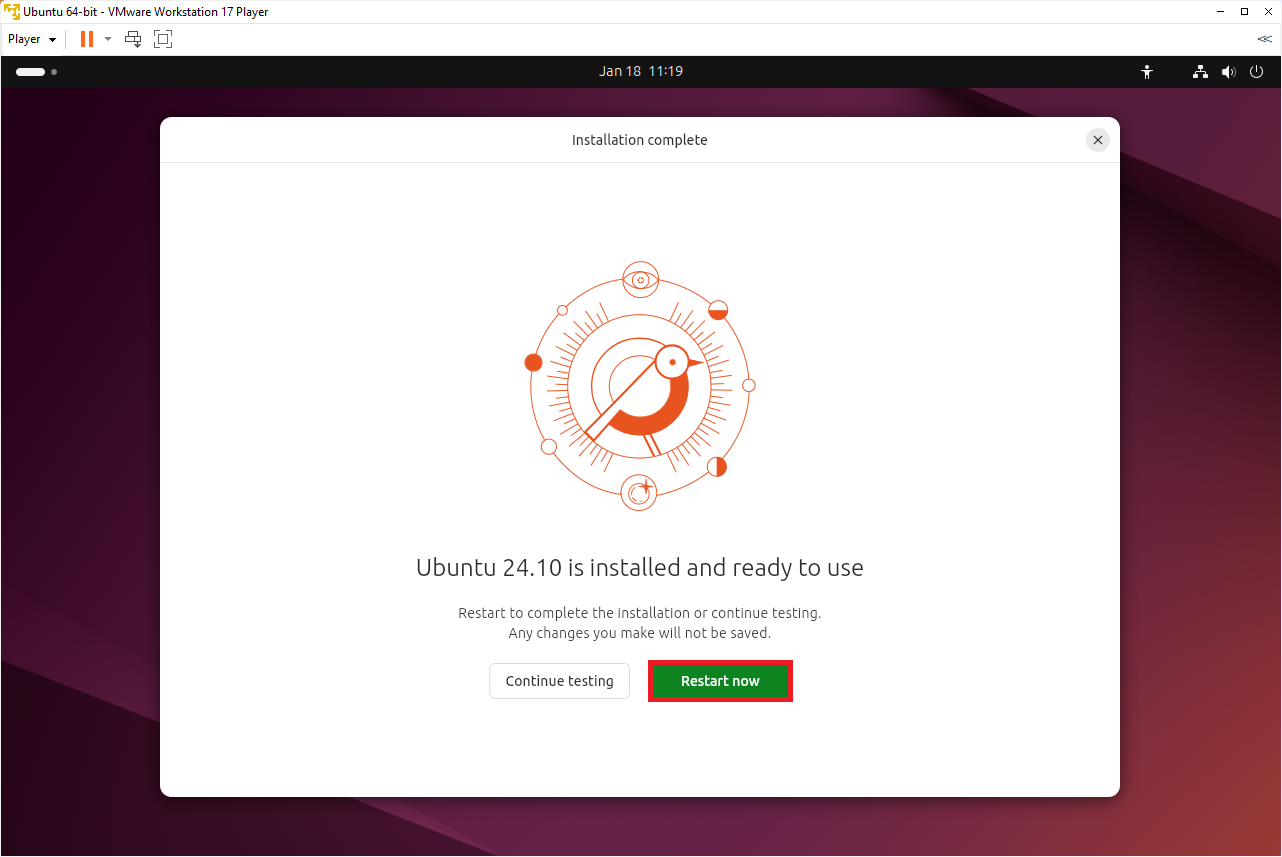 Ubuntu 64-bit - VMware Workstation 17 Player
Player
Jan 18 11:19
Installation complete
Ubuntu 24.10 is installed and ready to use
Restart to complete the installation or continue testing.
Any changes you make will not be saved.
Continue testing
Restart now